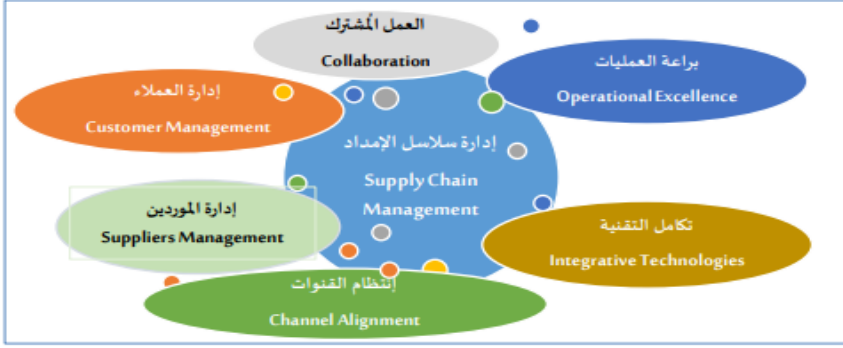 العمل المُشترك
Collaboration
براعة العمليات
Operational Excellence
إدارة العملاء
Customer Management
إدارة سلاسل الإمداد
Supply Chain
Management
إدارة الموردين
Suppliers Management
تكامل التقنية
Integrative Technologies
إنتظام القنوات
Channel Alignment